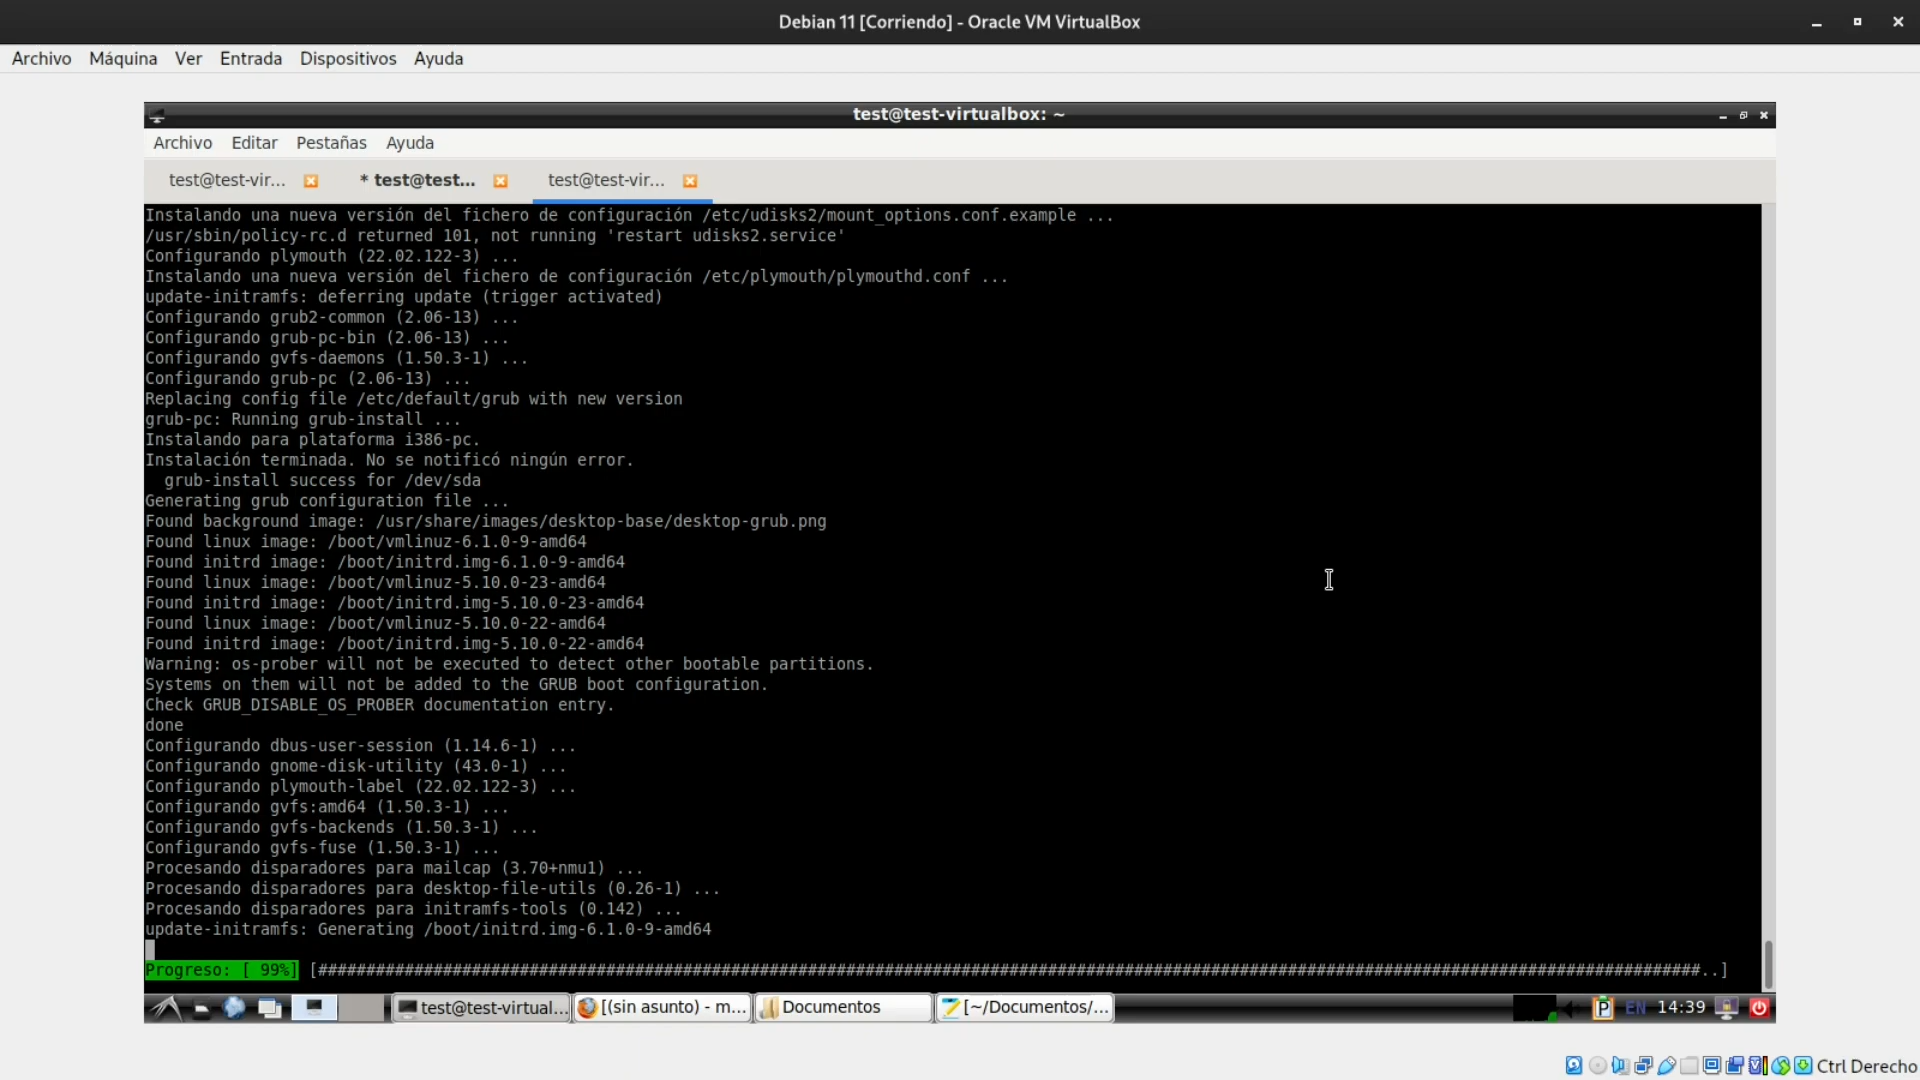 Debian 11 [Corriendo] - Oracle VM VirtualBox
Archivo Máquina Ver Entrada Dispositivos Ayuda
test@test-virtualbox: ~
Archivo Editar Pestañas Ayuda
test@test-vir... * test@test... test@test-vir...
Instalando una nueva versión del fichero de configuración /etc/udisks2/mount_options.conf.example ...
/usr/sbin/policy-rc.d returned 101, not running 'restart udisks2.service'
Configurando plymouth (22.02.122-3) ...
Instalando una nueva versión del fichero de configuración /etc/plymouth/plymouthd.conf ...
update-initramfs: deferring update (trigger activated)
Configurando grub2-common (2.06-13) ...
Configurando grub-pc-bin (2.06-13) ...
Configurando gvfs-daemons (1.50.3-1) ...
Configurando grub-pc (2.06-13) ...
Replacing config file /etc/default/grub with new version
grub-pc: Running grub-install ...
Instalando para plataforma i386-pc.
Instalación terminada. No se notificó ningún error.
  grub-install success for /dev/sda
Generating grub configuration file ...
Found background image: /usr/share/images/desktop-base/desktop-grub.png
Found linux image: /boot/vmlinuz-6.1.0-9-amd64
Found initrd image: /boot/initrd.img-6.1.0-9-amd64
Found linux image: /boot/vmlinuz-5.10.0-23-amd64
Found initrd image: /boot/initrd.img-5.10.0-23-amd64
Found linux image: /boot/vmlinuz-5.10.0-22-amd64
Found initrd image: /boot/initrd.img-5.10.0-22-amd64
Warning: os-prober will not be executed to detect other bootable partitions.
Systems on them will not be added to the GRUB boot configuration.
Check GRUB_DISABLE_OS_PROBER documentation entry.
done
Configurando dbus-user-session (1.14.6-1) ...
Configurando gnome-disk-utility (43.0-1) ...
Configurando plymouth-label (22.02.122-3) ...
Configurando gvfs:amd64 (1.50.3-1) ...
Configurando gvfs-backends (1.50.3-1) ...
Configurando gvfs-fuse (1.50.3-1) ...
Procesando disparadores para mailcap (3.70+nmu1) ...
Procesando disparadores para desktop-file-utils (0.26-1) ...
Procesando disparadores para initramfs-tools (0.142) ...
update-initramfs: Generating /boot/initrd.img-6.1.0-9-amd64
Progreso: [ 99%] [################################################################################################################################################..]
test@test-virtual... [(sin asunto) - m... Documentos [~/Documentos/... P EN 14:39
Ctrl Derecho